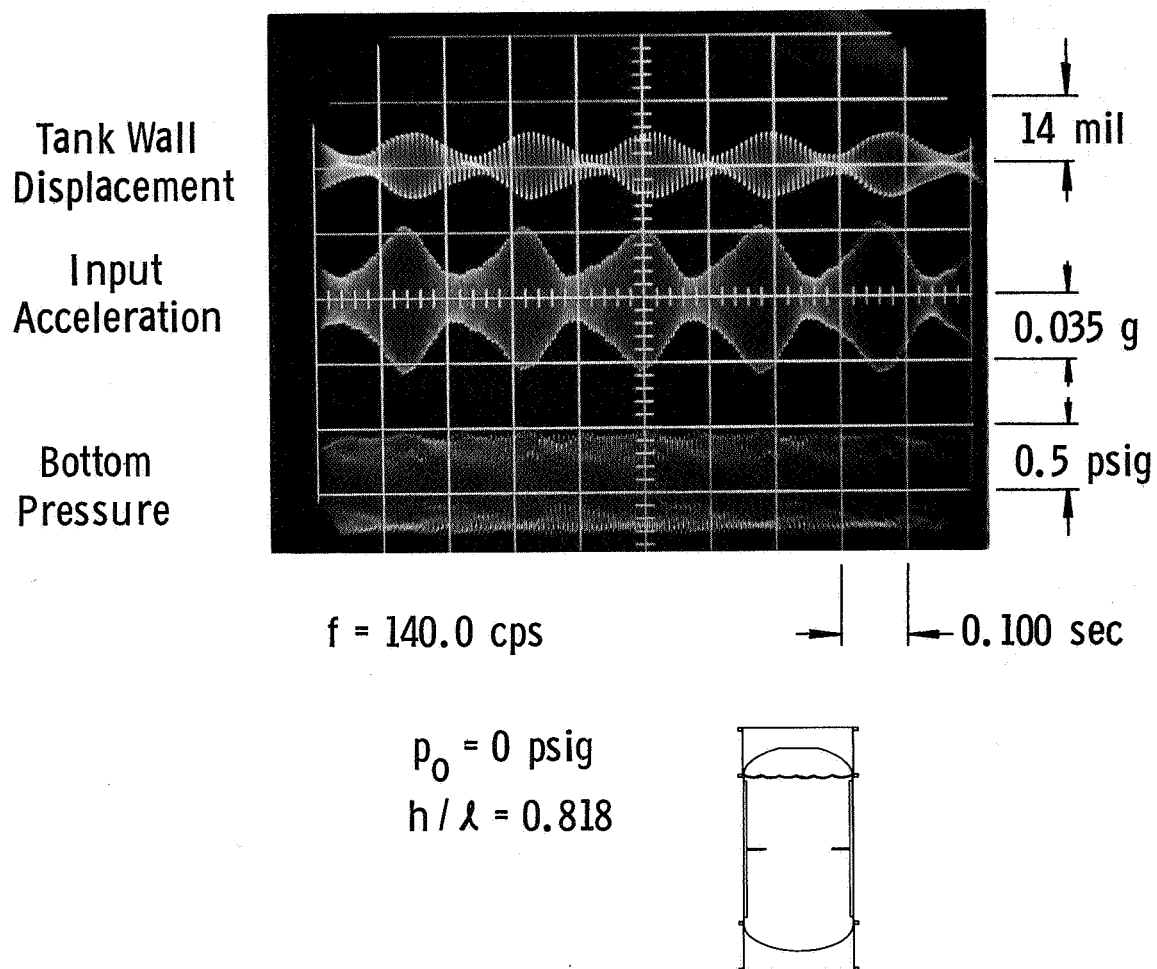 Tank Wall
Displacement
14 mil
Input
Acceleration
0.035 g
Bottom
Pressure
0.5 psig
f = 140.0 cps
0.100 sec
p₀ = 0 psig
h / ℓ = 0.818